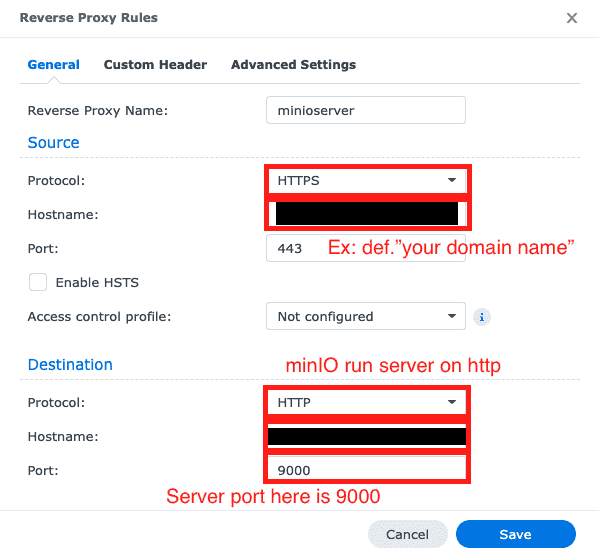 Reverse Proxy Rules
General Custom Header Advanced Settings
Reverse Proxy Name: minioserver
Source
Protocol: HTTPS
Hostname:
Port: 443 Ex: def.”your domain name”
Enable HSTS
Access control profile: Not configured
Destination minIO run server on http
Protocol: HTTP
Hostname:
Port: 9000
Server port here is 9000
Cancel Save